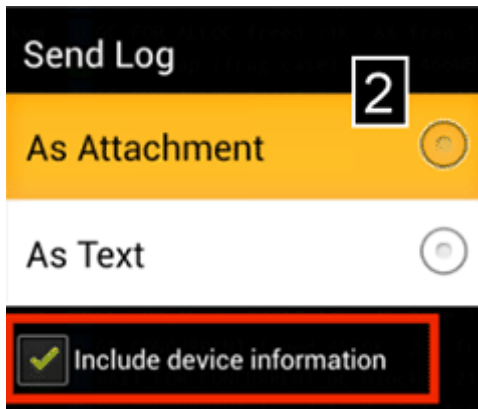 Send Log
2
As Attachment
As Text
Include device information